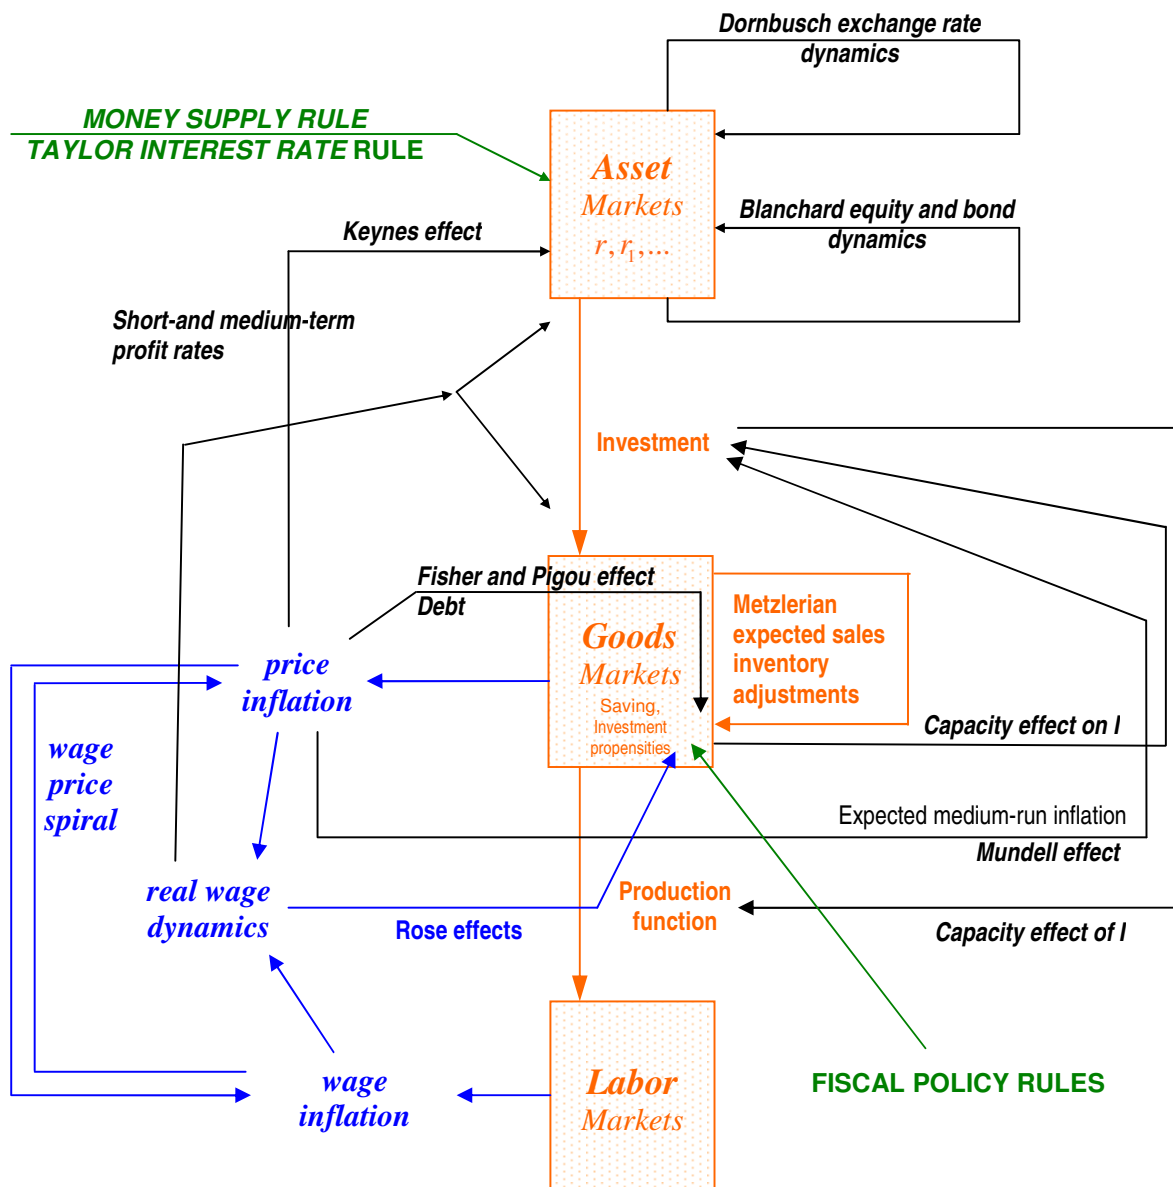 Dornbusch exchange rate
dynamics
MONEY SUPPLY RULE
TAYLOR INTEREST RATE RULE
Asset
Markets
r, r₁,...
Keynes effect
Blanchard equity and bond
dynamics
Short-and medium-term
profit rates
Investment
Fisher and Pigou effect
Debt
Goods
Markets
Saving,
Investment
propensities
Metzlerian
expected sales
inventory
adjustments
price
inflation
Capacity effect on I
wage
price
spiral
Expected medium-run inflation
Mundell effect
real wage
dynamics
Rose effects
Production
function
Capacity effect of I
wage
inflation
Labor
Markets
FISCAL POLICY RULES